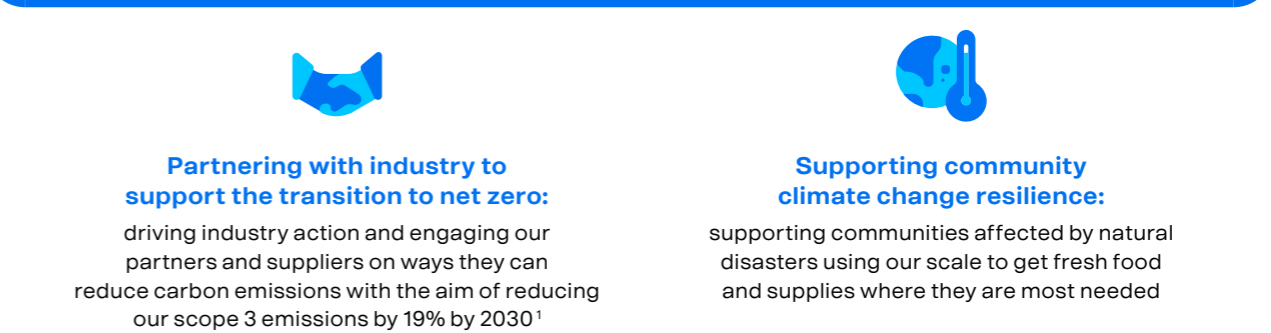 Partnering with industry to
support the transition to net zero:
driving industry action and engaging our
partners and suppliers on ways they can
reduce carbon emissions with the aim of reducing
our scope 3 emissions by 19% by 2030¹
Supporting community
climate change resilience:
supporting communities affected by natural
disasters using our scale to get fresh food
and supplies where they are most needed